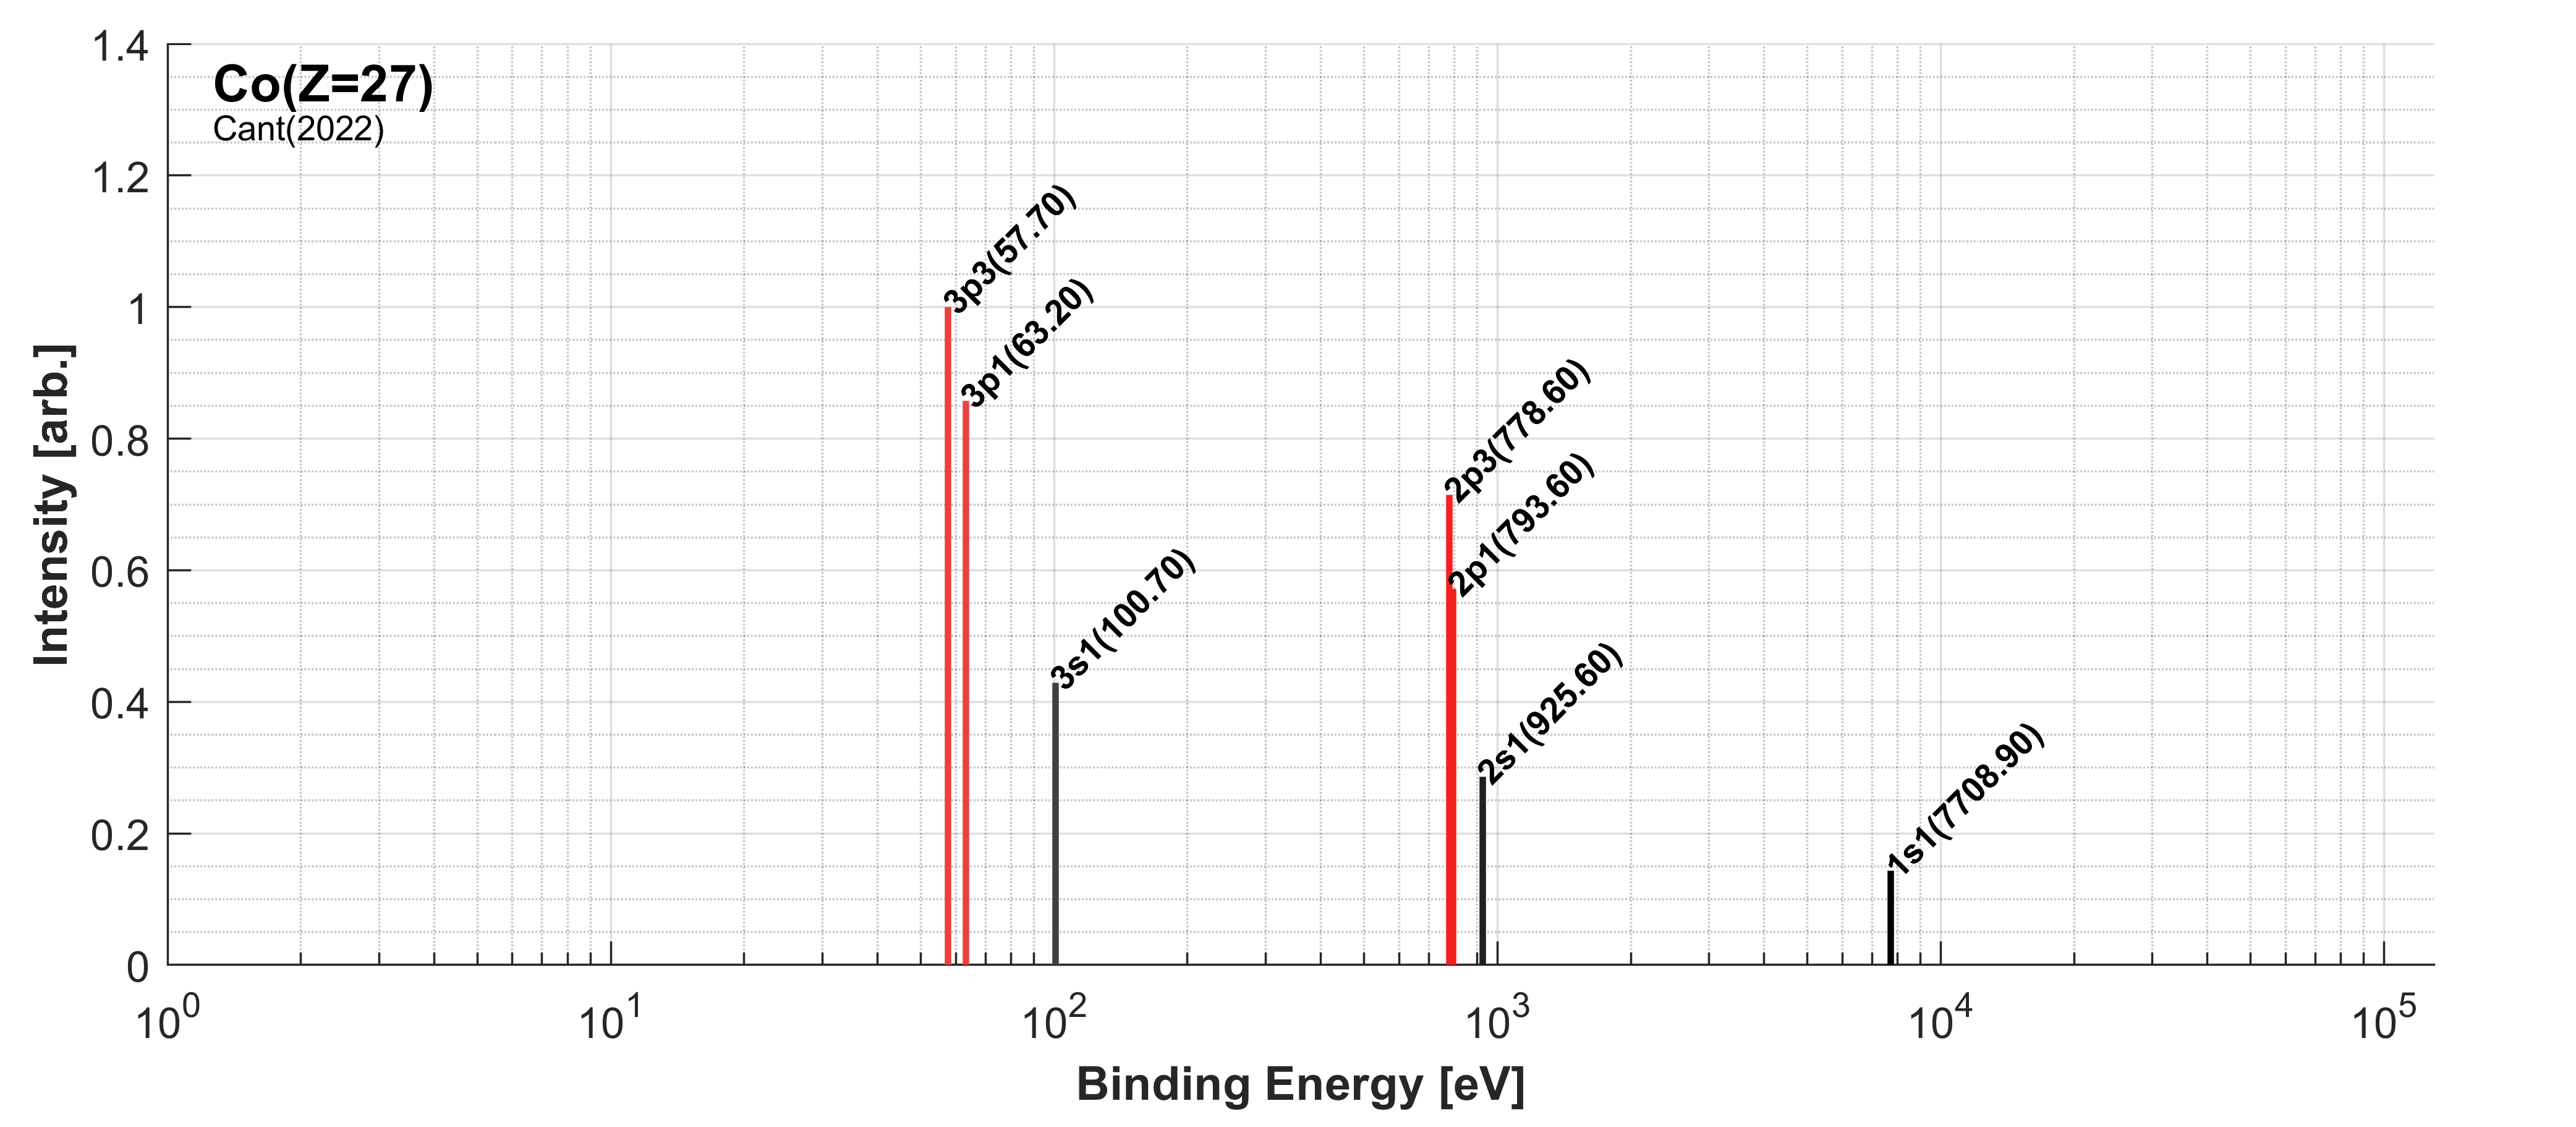 Co(Z=27)
Cant(2022)
Intensity [arb.]
1.4
1.2
1
0.8
0.6
0.4
0.2
0
3p3(57.70)
3p1(63.20)
3s1(100.70)
2p3(778.60)
2p1(793.60)
2s1(925.60)
1s1(7708.90)
10^0 10^1 10^2 10^3 10^4 10^5
Binding Energy [eV]